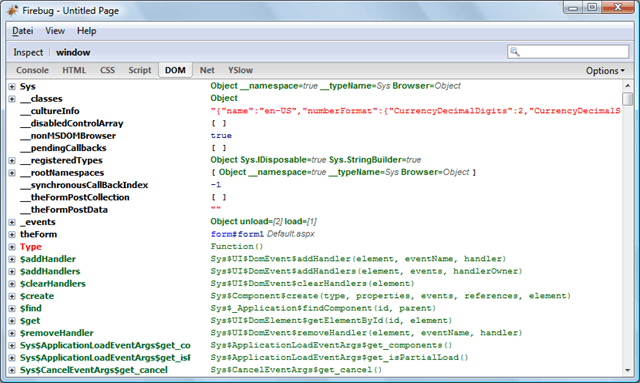 Firebug - Untitled Page
Datei View Help
Inspect window
Console HTML CSS Script DOM Net YSlow Options
Sys Object __namespace=true __typeName=Sys Browser=Object
__classes Object
__cultureInfo "{"name":"en-US","numberFormat":{"CurrencyDecimalDigits":2,"CurrencyDecimalS
__disabledControlArray [ ]
__nonMSDOMBrowser true
__pendingCallbacks [ ]
__registeredTypes Object Sys.IDisposable=true Sys.StringBuilder=true
__rootNamespaces [ Object __namespace=true __typeName=Sys Browser=Object ]
__synchronousCallBackIndex -1
__theFormPostCollection [ ]
__theFormPostData ""
_events Object unload=[2] load=[1]
theForm form#form1 Default.aspx
Type Function()
$addHandler Sys$UI$DomEvent$addHandler(element, eventName, handler)
$addHandlers Sys$UI$DomEvent$addHandlers(element, events, handlerOwner)
$clearHandlers Sys$UI$DomEvent$clearHandlers(element)
$create Sys$Component$create(type, properties, events, references, element)
$find Sys$_Application$findComponent(id, parent)
$get Sys$UI$DomElement$getElementById(id, element)
$removeHandler Sys$UI$DomEvent$removeHandler(element, eventName, handler)
Sys$ApplicationLoadEventArgs$get_co Sys$ApplicationLoadEventArgs$get_components()
Sys$ApplicationLoadEventArgs$get_isP Sys$ApplicationLoadEventArgs$get_isPartialLoad()
Sys$CancelEventArgs$get_cancel Sys$CancelEventArgs$get_cancel()